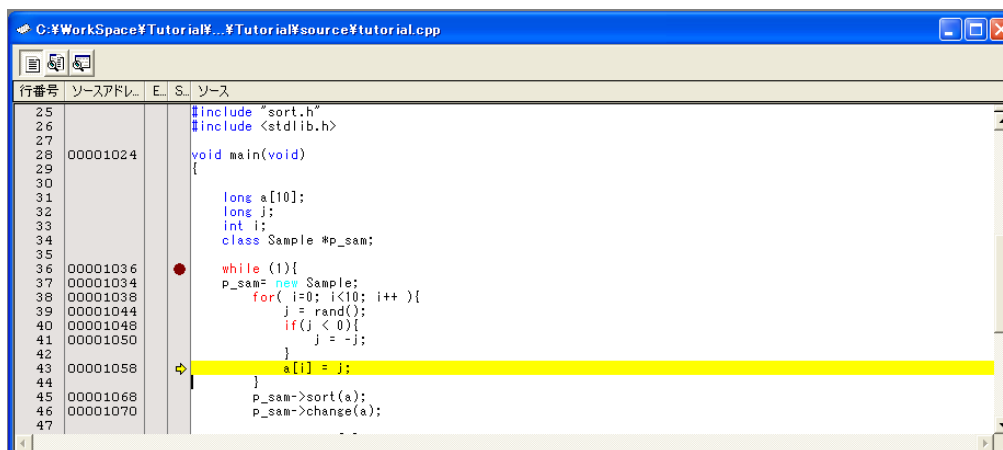 C:¥WorkSpace¥Tutorial¥...¥Tutorial¥source¥tutorial.cpp
行番号 ソースアドレ... E... S... ソース
25 #include "sort.h"
26 #include <stdlib.h>
27
28 00001024 void main(void)
29 {
30
31 long a[10];
32 long j;
33 int i;
34 class Sample *p_sam;
35
36 00001036 while (1){
37 00001034 p_sam= new Sample;
38 00001038 for( i=0; i<10; i++ ){
39 00001044 j = rand();
40 00001048 if(j < 0){
41 00001050 j = -j;
42 }
43 00001058 a[i] = j;
44 }
45 00001068 p_sam->sort(a);
46 00001070 p_sam->change(a);
47